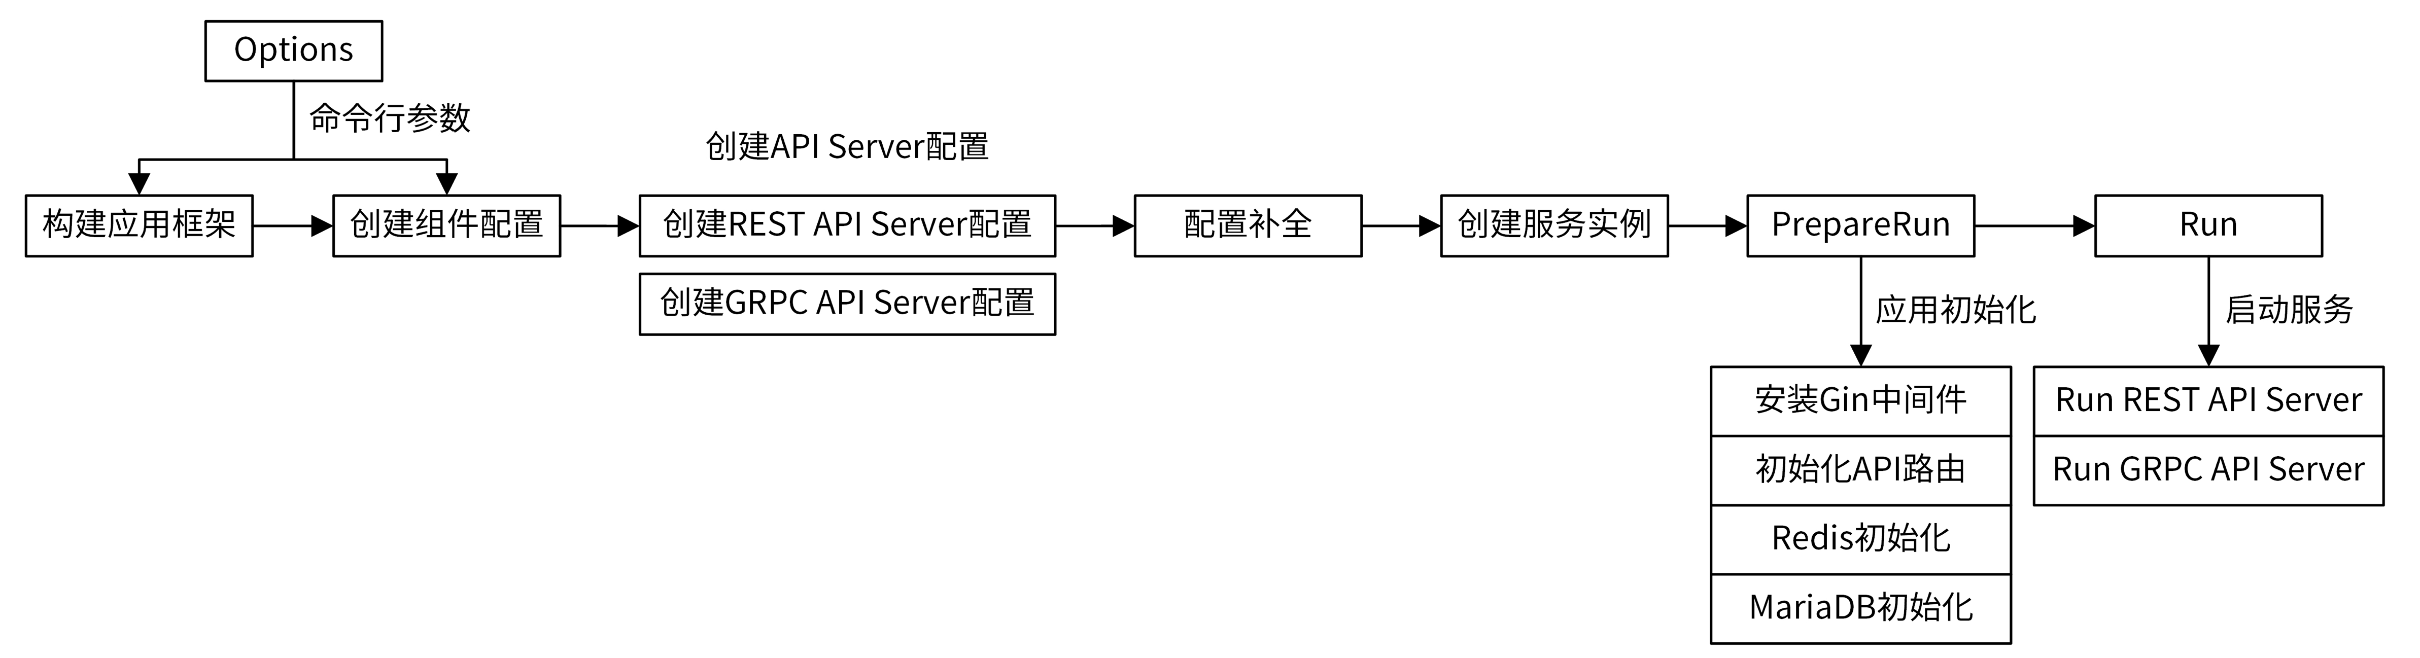 Options
命令行参数
创建API Server配置
构建应用框架
创建组件配置
创建REST API Server配置
配置补全
创建服务实例
PrepareRun
Run
创建GRPC API Server配置
应用初始化
启动服务
安装Gin中间件
初始化API路由
Redis初始化
MariaDB初始化
Run REST API Server
Run GRPC API Server